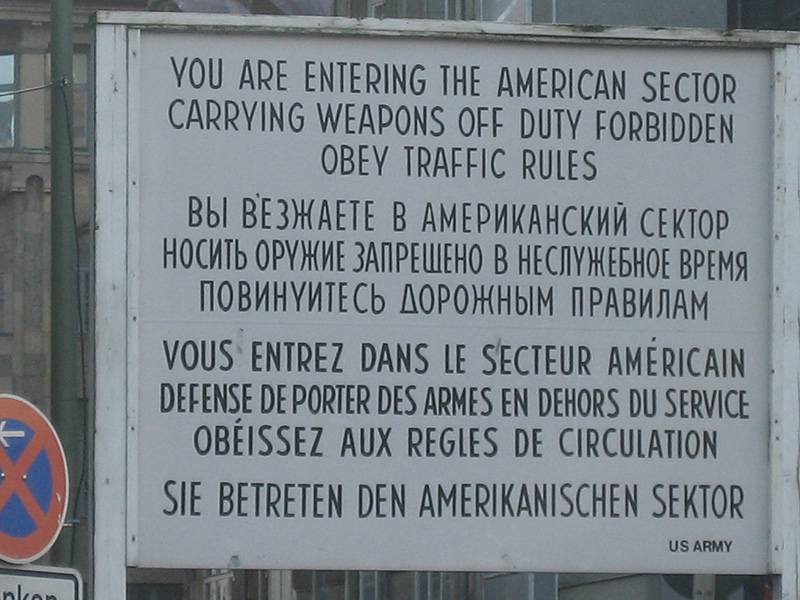 YOU ARE ENTERING THE AMERICAN SECTOR
CARRYING WEAPONS OFF DUTY FORBIDDEN
OBEY TRAFFIC RULES
ВЫ В'ЕЗЖАЕТЕ В АМЕРИКАНСКИЙ СЕКТОР
НОСИТЬ ОРУЖИЕ ЗАПРЕЩЕНО В НЕСЛУЖЕБНОЕ ВРЕМЯ
ПОВИНУИТЕСЬ ДОРОЖНЫМ ПРАВИЛАМ
VOUS ENTREZ DANS LE SECTEUR AMÉRICAIN
DEFENSE DE PORTER DES ARMES EN DEHORS DU SERVICE
OBÉISSEZ AUX REGLES DE CIRCULATION
SIE BETRETEN DEN AMERIKANISCHEN SEKTOR
US ARMY